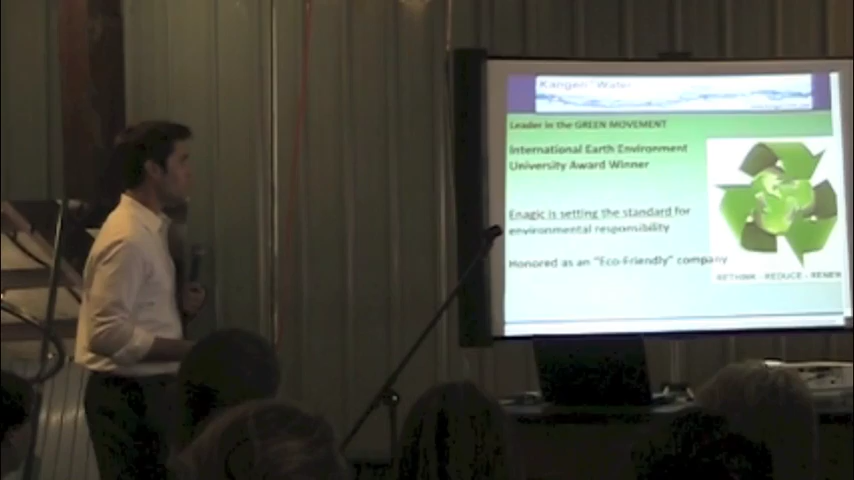 Kangen Water
Leader in the GREEN MOVEMENT
International Earth Environment
University Award Winner
Enagic is setting the standard for
environmental responsibility
Honored as an "Eco-Friendly" company
RETHINK - REDUCE - RENEW